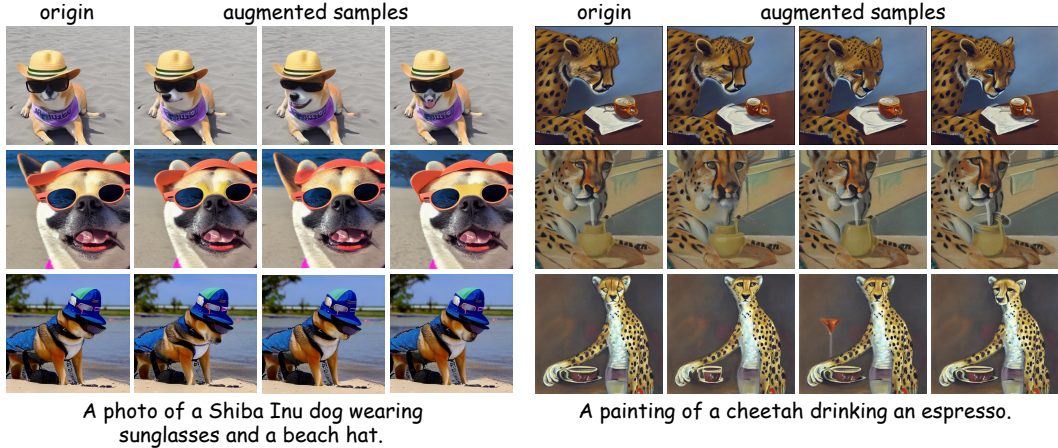 origin
augmented samples
origin
augmented samples
A photo of a Shiba Inu dog wearing
sunglasses and a beach hat.
A painting of a cheetah drinking an espresso.